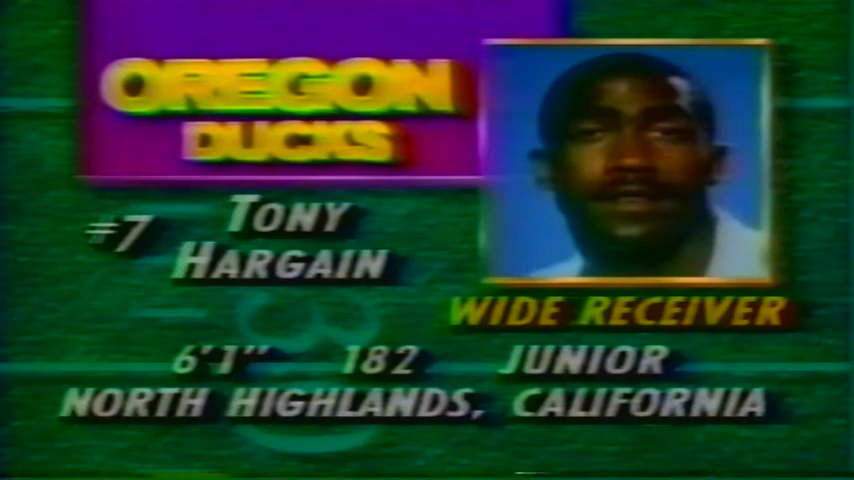 OREGON
DUCKS
#7 TONY
HARGAIN
WIDE RECEIVER
6'1" 182 JUNIOR
NORTH HIGHLANDS, CALIFORNIA